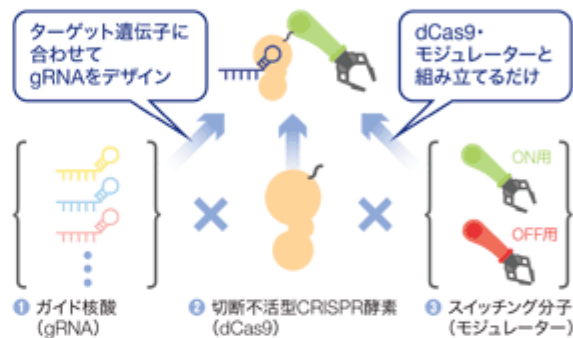 ターゲット遺伝子に
合わせて
gRNAをデザイン
dCas9・
モジュレーターと
組み立てるだけ
ON用
OFF用
❶ ガイド核酸
(gRNA)
❷ 切断不活型CRISPR酵素
(dCas9)
❸ スイッチング分子
(モジュレーター)